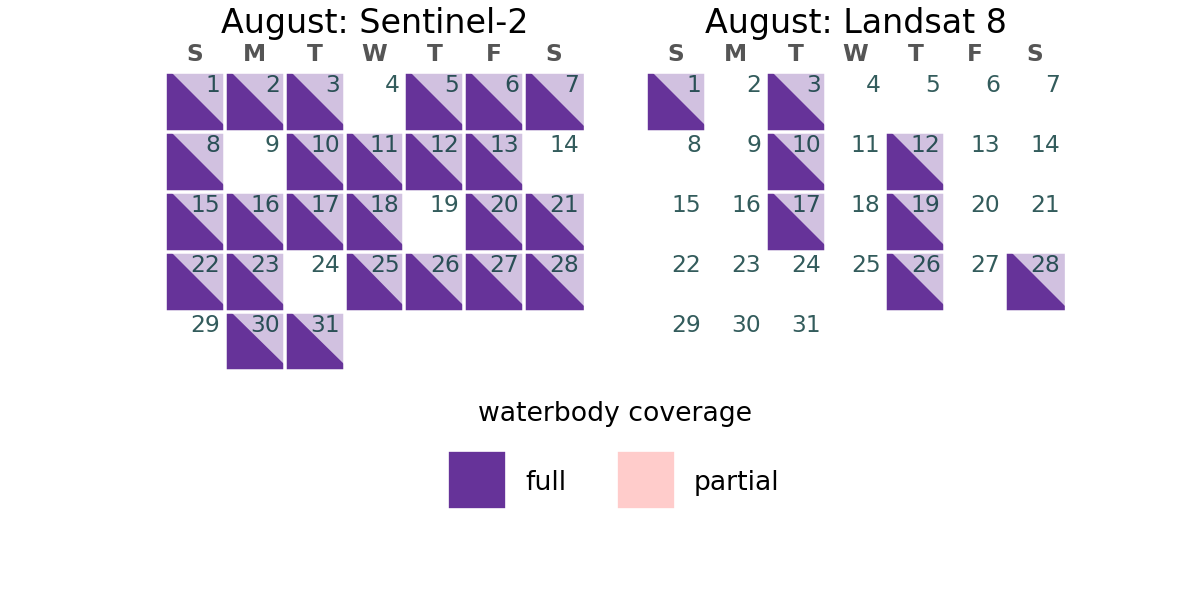 August: Sentinel-2
S M T W T F S
1 2 3 4 5 6 7
8 9 10 11 12 13 14
15 16 17 18 19 20 21
22 23 24 25 26 27 28
29 30 31
August: Landsat 8
S M T W T F S
1 2 3 4 5 6 7
8 9 10 11 12 13 14
15 16 17 18 19 20 21
22 23 24 25 26 27 28
29 30 31
waterbody coverage
full
partial